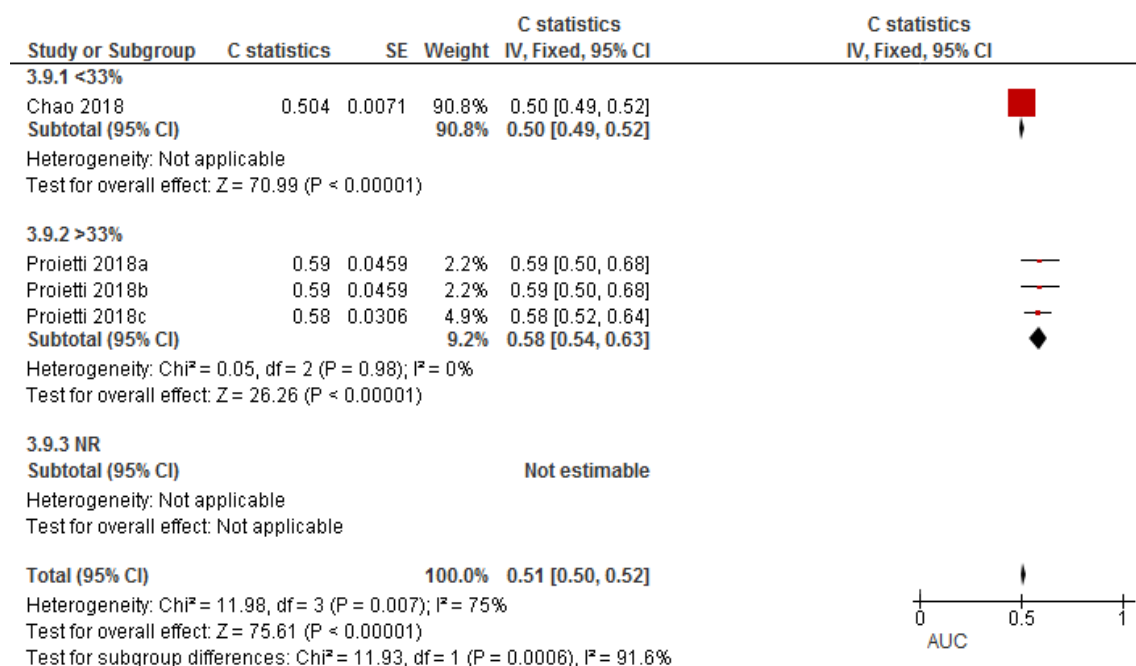 C statistics C statistics
Study or Subgroup C statistics SE Weight IV, Fixed, 95% CI IV, Fixed, 95% CI
3.9.1 <33%
Chao 2018 0.504 0.0071 90.8% 0.50 [0.49, 0.52]
Subtotal (95% CI) 90.8% 0.50 [0.49, 0.52]
Heterogeneity: Not applicable
Test for overall effect: Z = 70.99 (P < 0.00001)
3.9.2 >33%
Proietti 2018a 0.59 0.0459 2.2% 0.59 [0.50, 0.68]
Proietti 2018b 0.59 0.0459 2.2% 0.59 [0.50, 0.68]
Proietti 2018c 0.58 0.0306 4.9% 0.58 [0.52, 0.64]
Subtotal (95% CI) 9.2% 0.58 [0.54, 0.63]
Heterogeneity: Chi² = 0.05, df = 2 (P = 0.98); I² = 0%
Test for overall effect: Z = 26.26 (P < 0.00001)
3.9.3 NR
Subtotal (95% CI) Not estimable
Heterogeneity: Not applicable
Test for overall effect: Not applicable
Total (95% CI) 100.0% 0.51 [0.50, 0.52]
Heterogeneity: Chi² = 11.98, df = 3 (P = 0.007); I² = 75%
Test for overall effect: Z = 75.61 (P < 0.00001)
Test for subgroup differences: Chi² = 11.93, df = 1 (P = 0.0006), I² = 91.6%
0 0.5 1
AUC